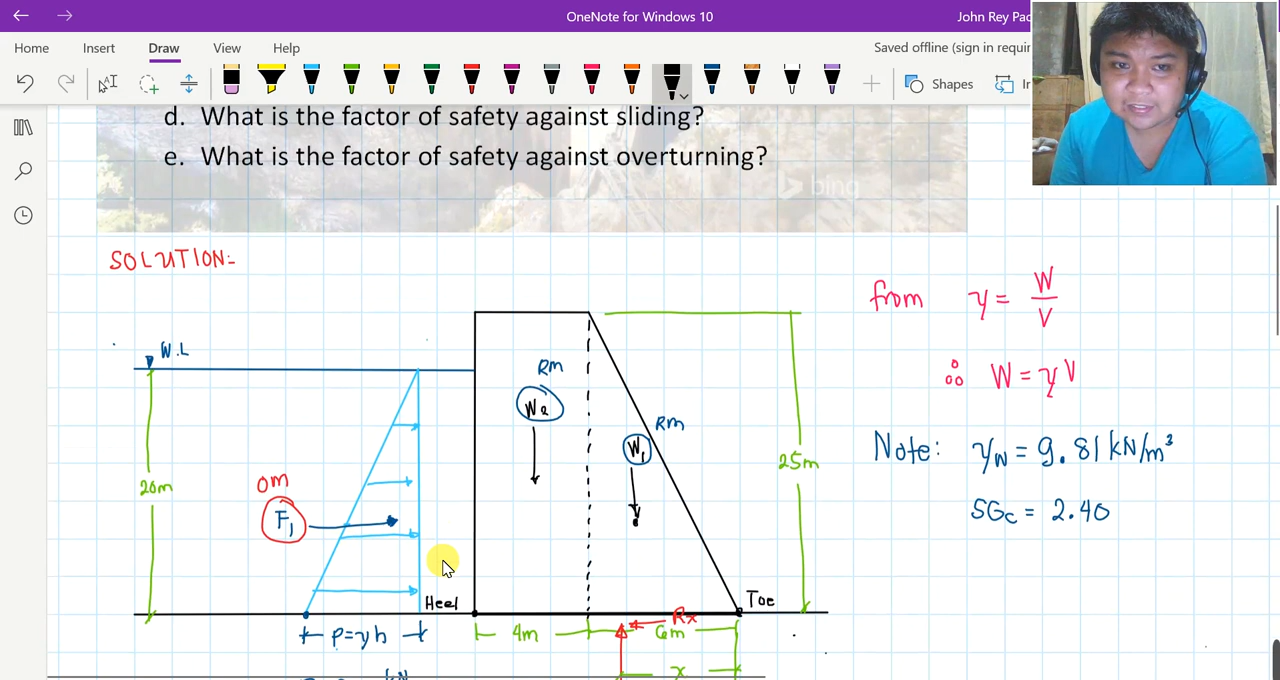 OneNote for Windows 10
John Rey Pac
Home Insert Draw View Help
Saved offline (sign in requir
Shapes
In
d. What is the factor of safety against sliding?
e. What is the factor of safety against overturning?
bing
SOLUTION:-
from γ = W/V
∴ W = γV
Note: γW = 9.81 kN/m³
SGc = 2.40
W.L
Rm
W2
Rm
W1
25m
20m
OM
F1
Heel
Toe
P=γh
4m
Rx
6m
x
kN